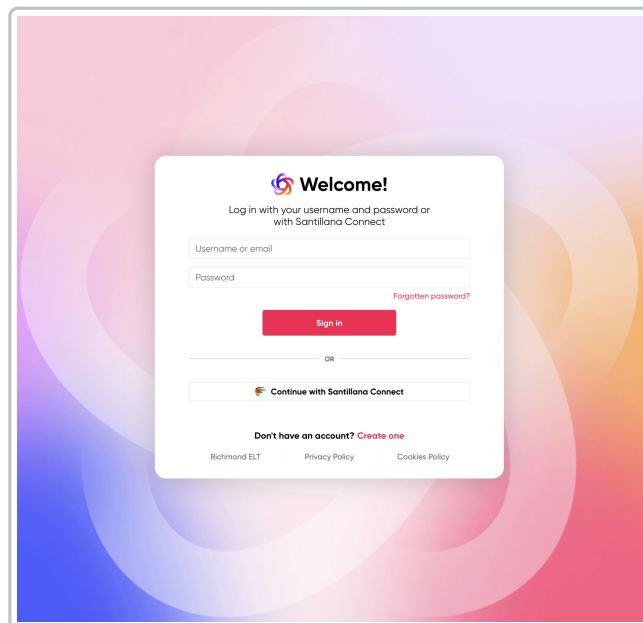 Welcome!
Log in with your username and password or
with Santillana Connect
Username or email
Password
Forgotten password?
Sign in
OR
Continue with Santillana Connect
Don't have an account? Create one
Richmond ELT Privacy Policy Cookies Policy